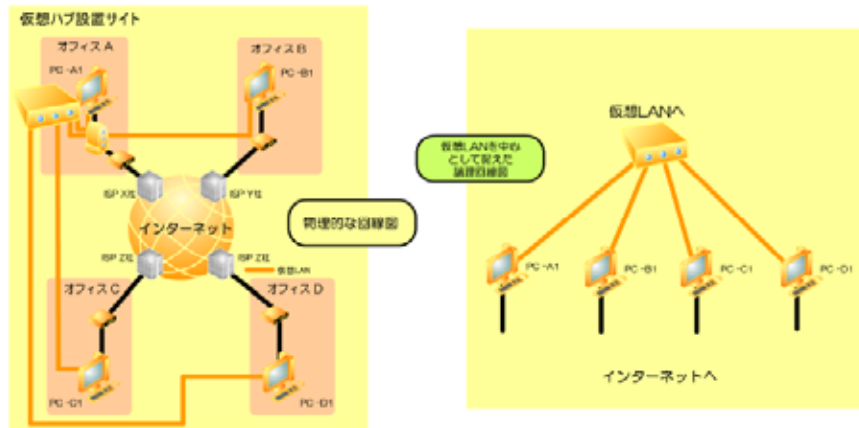 仮想ハブ設置サイト
オフィス A
オフィス B
PC-A1
PC-B1
ISP X社
ISP Y社
インターネット
物理的な回線図
ISP Z社
ISP Z社
仮想LAN
オフィス C
オフィス D
PC-C1
PC-D1
仮想LANを中心
として捉えた
論理回線図
仮想LANへ
PC-A1
PC-B1
PC-C1
PC-D1
インターネットへ